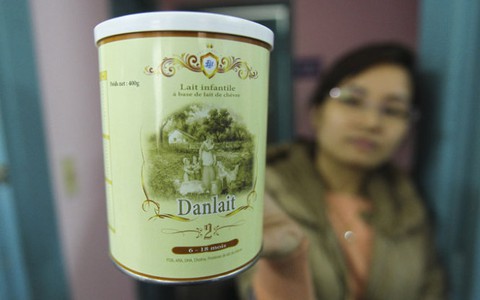 Poids net : 400g
Lait infantile
à base de lait de chèvre
Danlait
2
6 - 18 mois